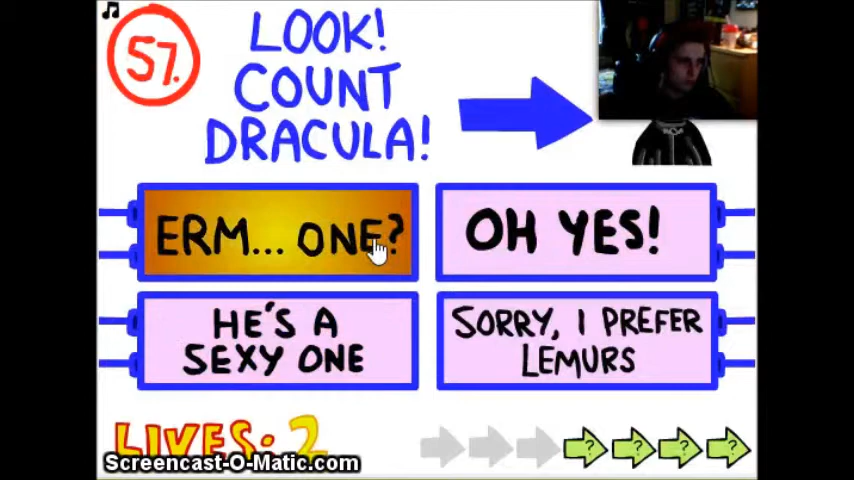 57.
LOOK!
COUNT
DRACULA!
ERM... ONE?
OH YES!
HE'S A
SEXY ONE
SORRY, I PREFER
LEMURS
LIVES: 2
? ? ? ?
Screencast-O-Matic.com